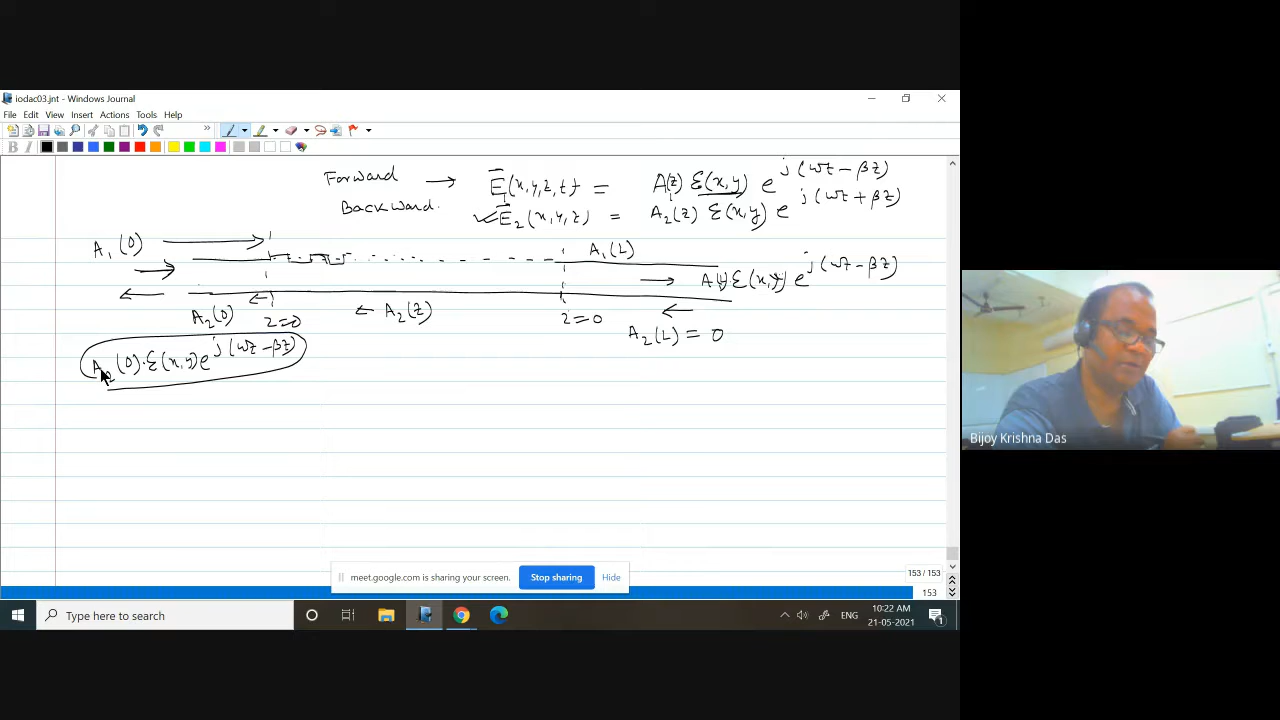 iodac03.jnt - Windows Journal
File Edit View Insert Actions Tools Help
Forward → E₁(x,y,z,t) = A(z) ℰ(x,y) e^j(ωt − βz)
Backward. ✓E₂(x,y,z) = A₂(z) ℰ(x,y) e^j(ωt + βz)
A₁(0)
A₁(L)
A(L) ℰ(x,y) e^j(ωt − βz)
A₂(0) z=0 ← A₂(z) z=0
A₂(L) = 0
A₂(0)·ℰ(x,y) e^j(ωt − βz)
Bijoy Krishna Das
meet.google.com is sharing your screen. Stop sharing Hide
153 / 153
153
Type here to search
ENG
10:22 AM
21-05-2021
1